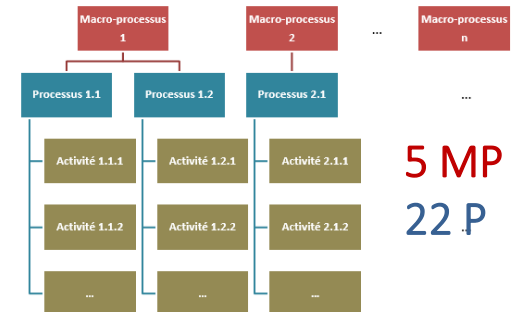 Macro-processus
1
Macro-processus
2
...
Macro-processus
n
Processus 1.1
Processus 1.2
Processus 2.1
...
Activité 1.1.1
Activité 1.2.1
Activité 2.1.1
5 MP
Activité 1.1.2
Activité 1.2.2
Activité 2.1.2
22 P
...
...
...
...